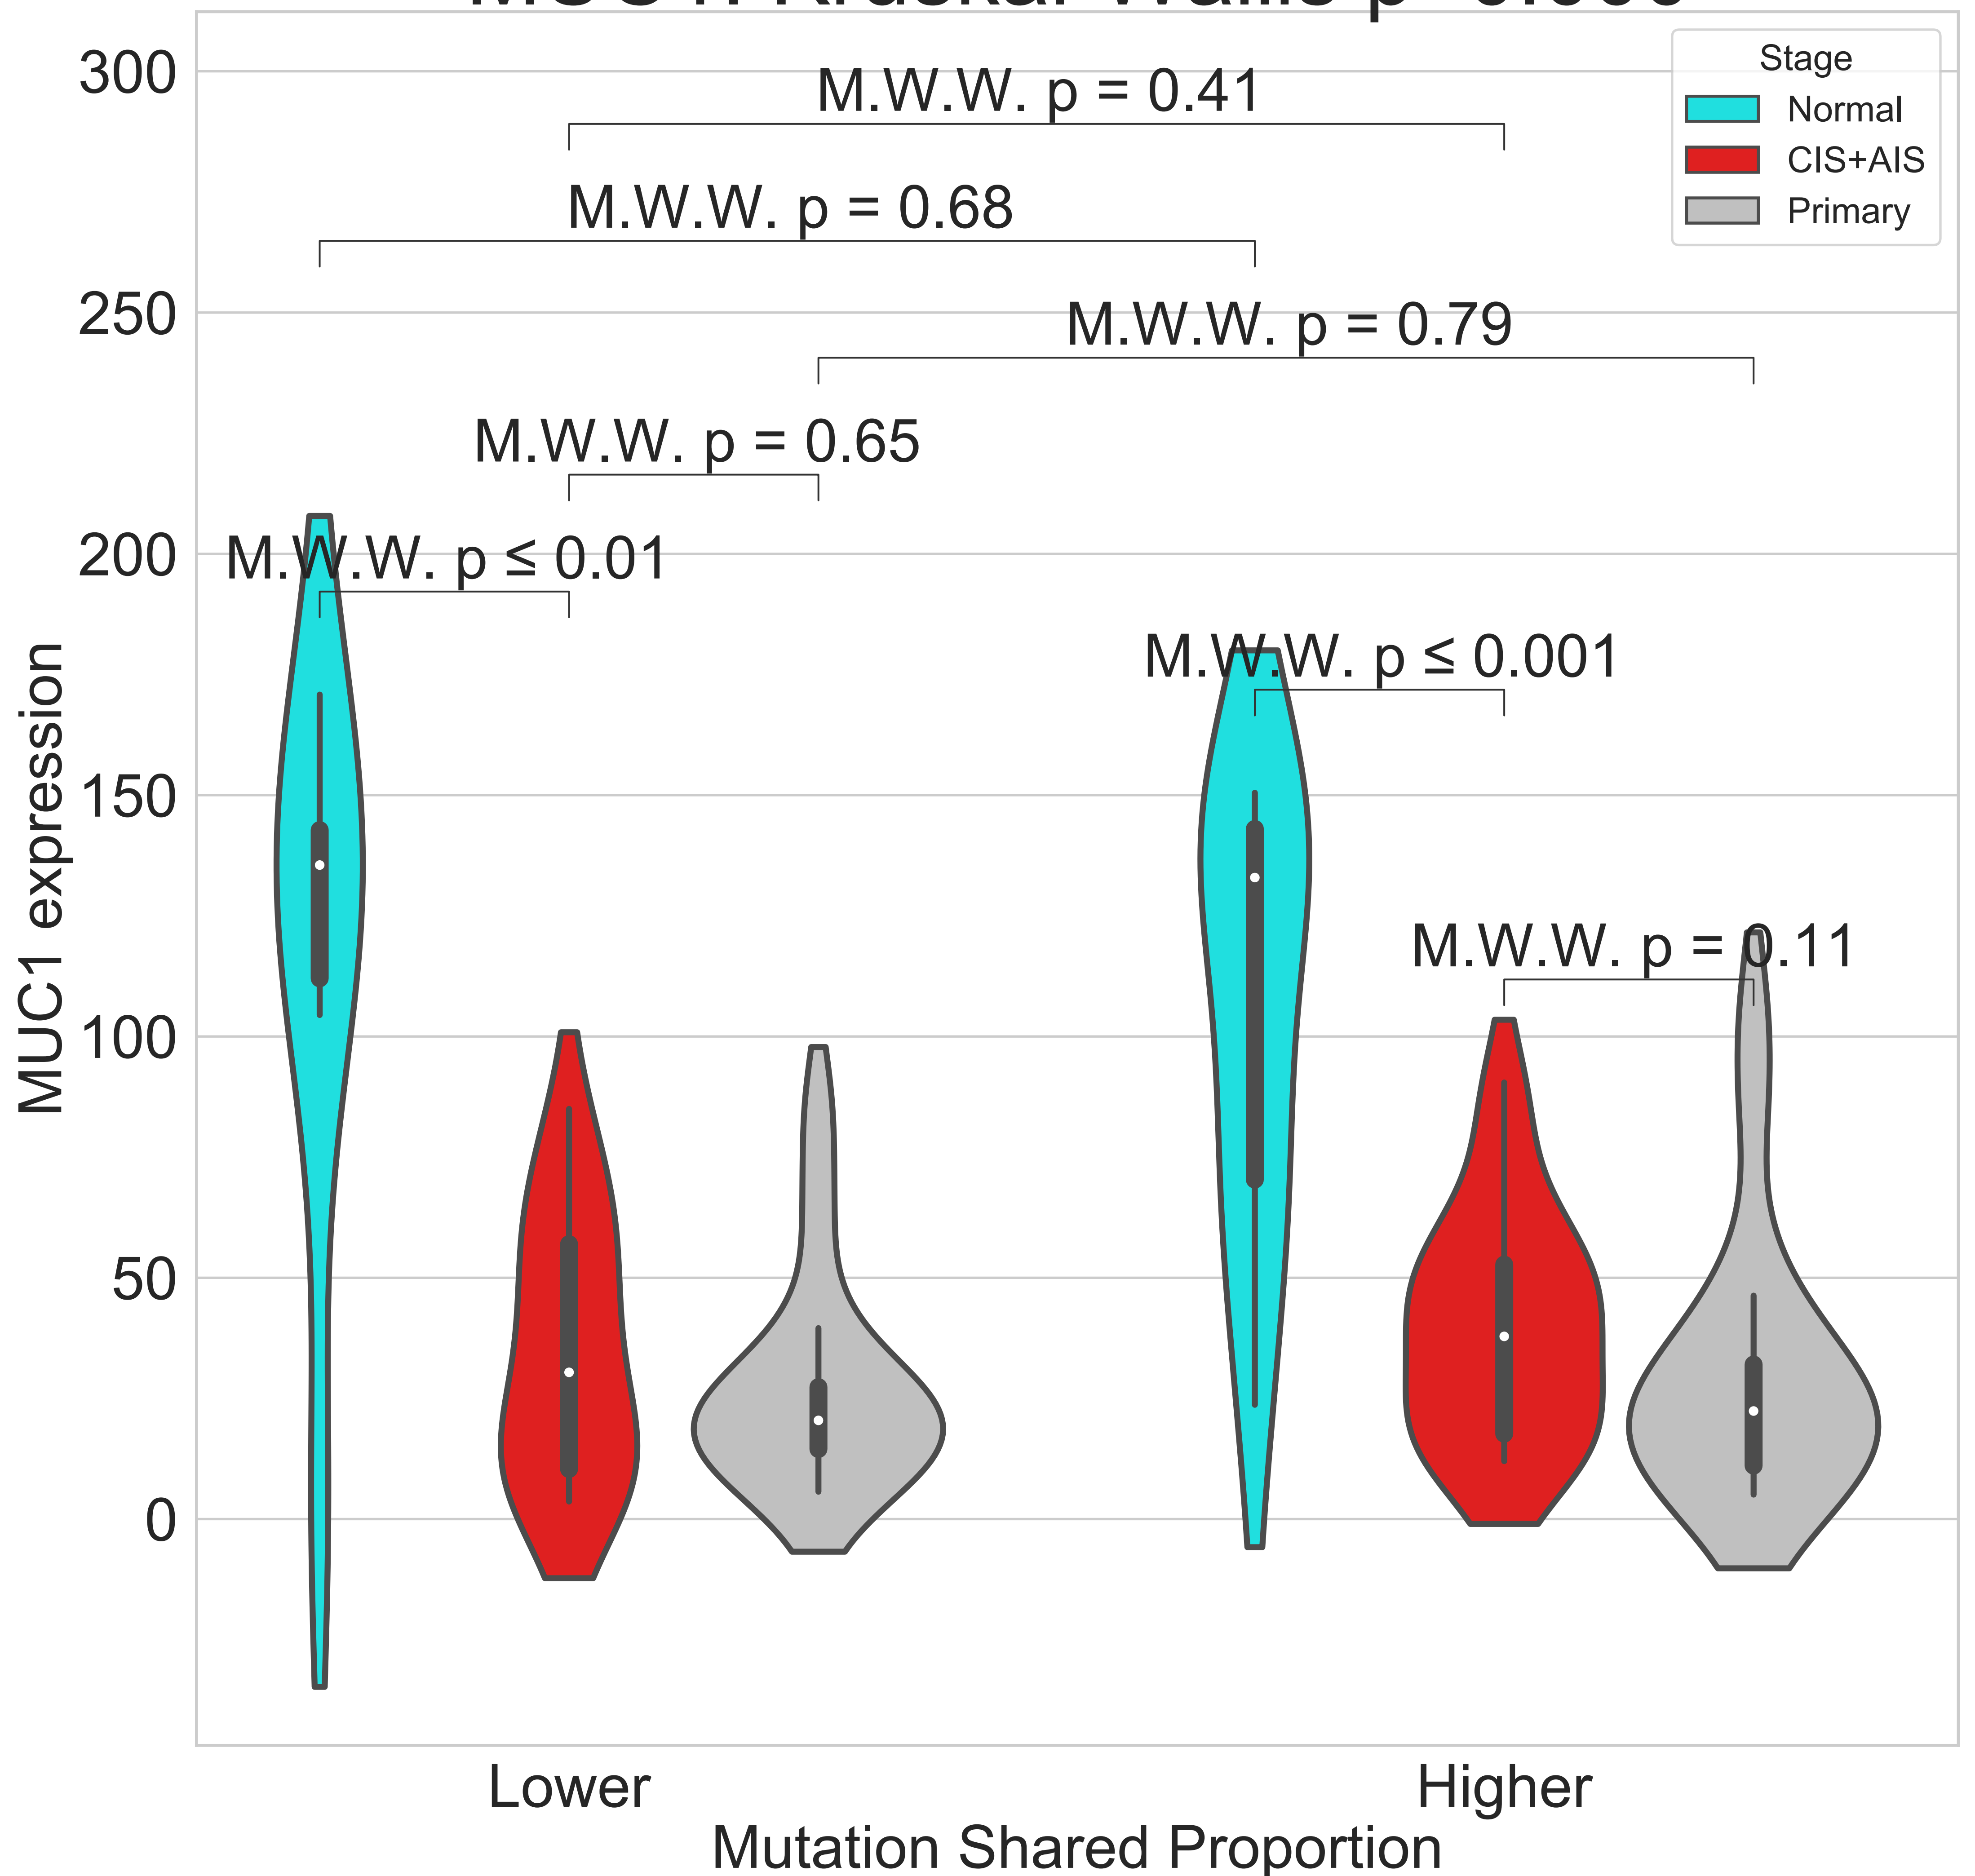 300
250
200
150
100
50
0
MUC1 expression
Stage
Normal
CIS+AIS
Primary
M.W.W. p = 0.41
M.W.W. p = 0.68
M.W.W. p = 0.79
M.W.W. p = 0.65
M.W.W. p ≤ 0.01
M.W.W. p ≤ 0.001
M.W.W. p = 0.11
Lower
Higher
Mutation Shared Proportion